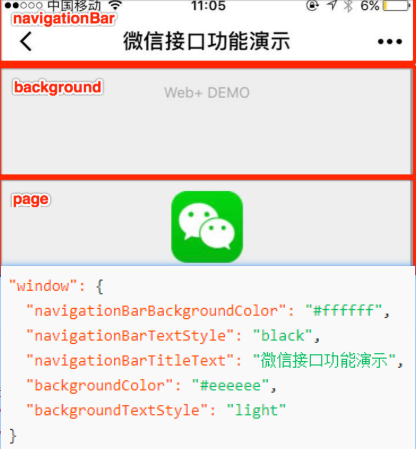 中国移动 11:05 6%
navigationBar
微信接口功能演示
background
Web+ DEMO
page
"window": {
"navigationBarBackgroundColor": "#ffffff",
"navigationBarTextStyle": "black",
"navigationBarTitleText": "微信接口功能演示",
"backgroundColor": "#eeeeee",
"backgroundTextStyle": "light"
}